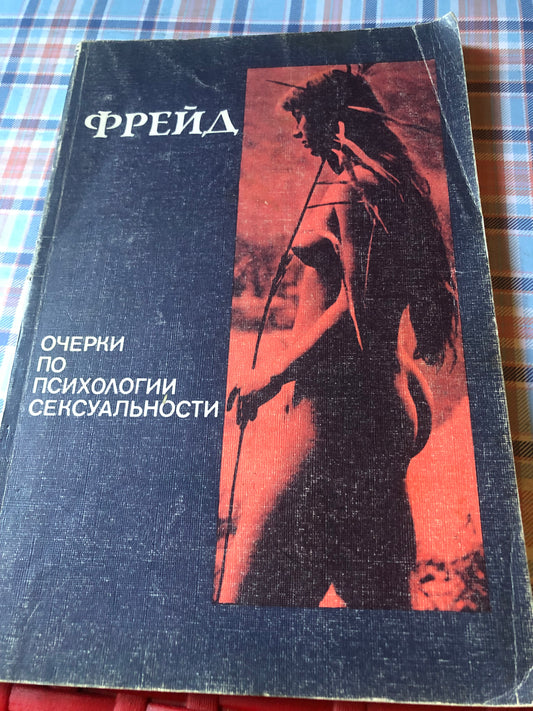 ФРЕЙД
ОЧЕРКИ
ПО
ПСИХОЛОГИИ
СЕКСУАЛЬНОСТИ